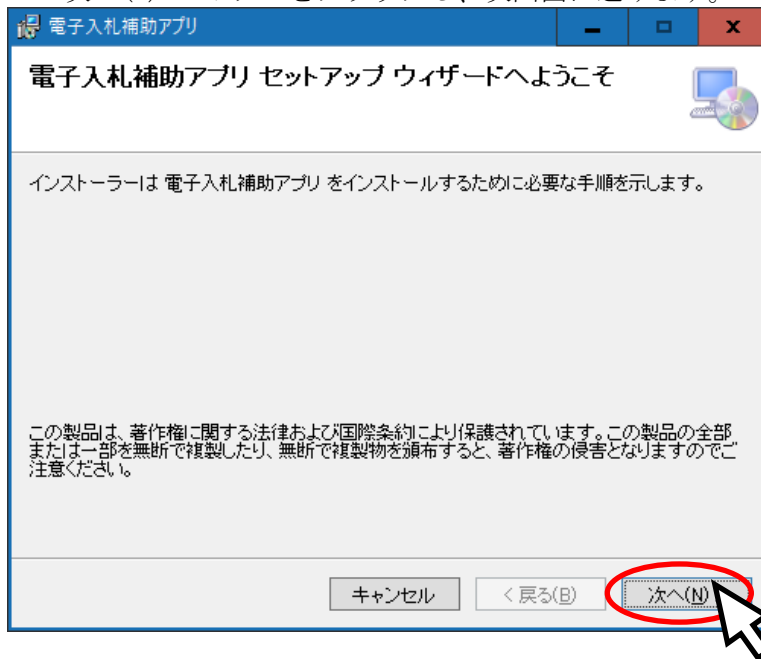 電子入札補助アプリ
電子入札補助アプリ セットアップ ウィザードへようこそ
インストーラーは 電子入札補助アプリ をインストールするために必要な手順を示します。
この製品は、著作権に関する法律および国際条約により保護されています。この製品の全部
または一部を無断で複製したり、無断で複製物を頒布すると、著作権の侵害となりますのでご
注意ください。
キャンセル
< 戻る(B)
次へ(N)